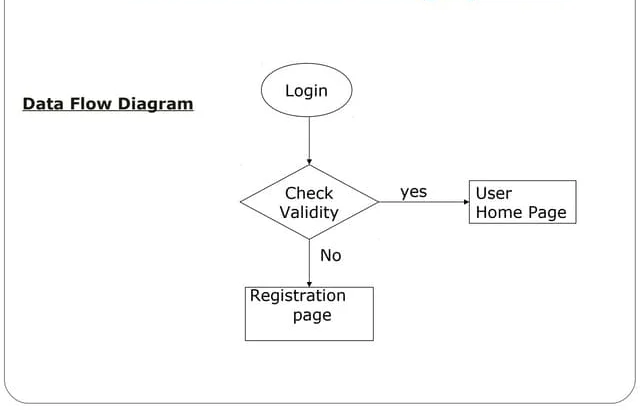 Data Flow Diagram
Login
Check
Validity
yes
User
Home Page
No
Registration
page